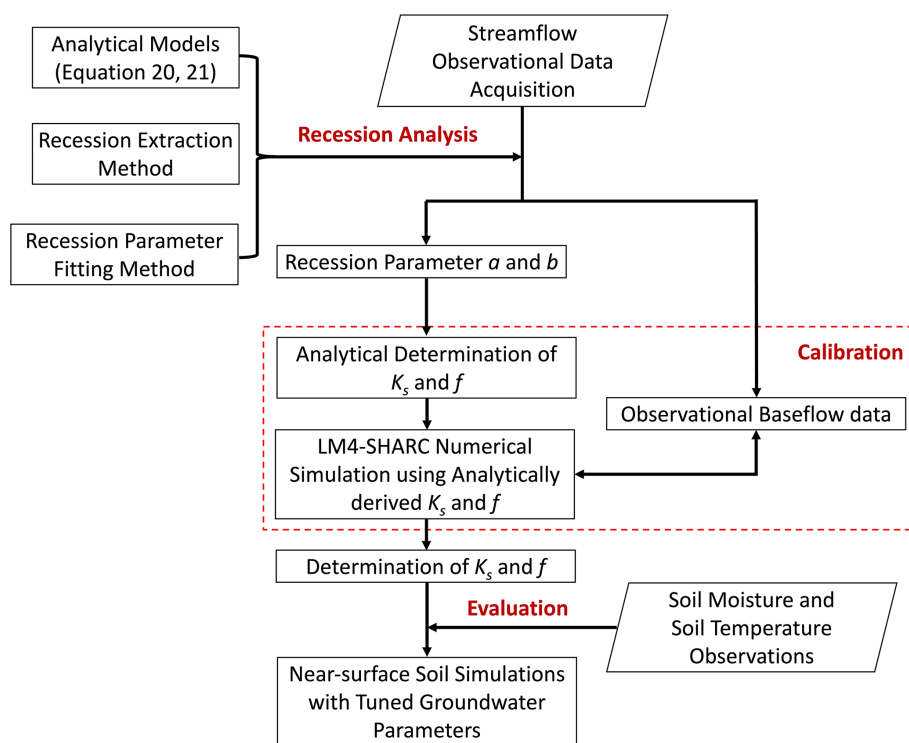 Analytical Models
(Equation 20, 21)
Streamflow
Observational Data
Acquisition
Recession Analysis
Recession Extraction
Method
Recession Parameter
Fitting Method
Recession Parameter a and b
Calibration
Analytical Determination of
Ks and f
Observational Baseflow data
LM4-SHARC Numerical
Simulation using Analytically
derived Ks and f
Determination of Ks and f
Evaluation
Soil Moisture and
Soil Temperature
Observations
Near-surface Soil Simulations
with Tuned Groundwater
Parameters